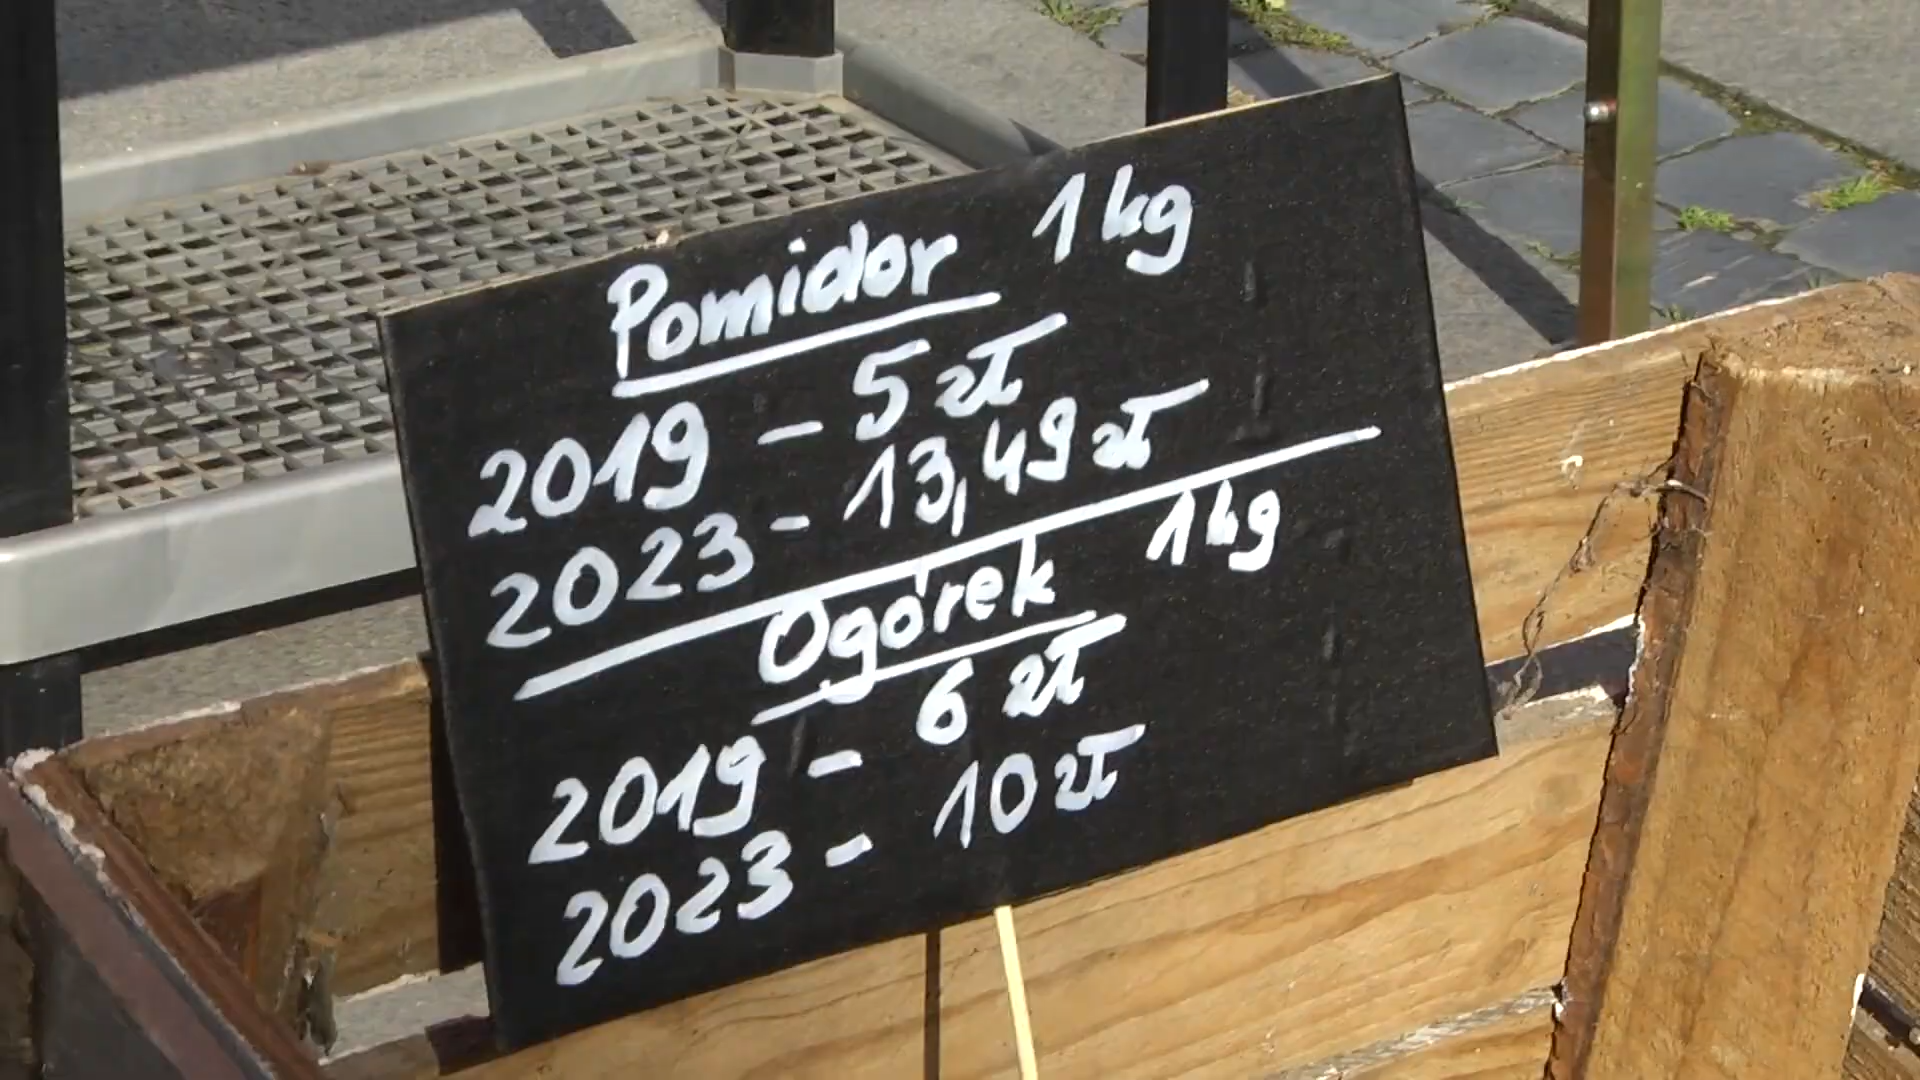 Pomidor 1kg
2019 - 5 zł
2023 - 13,49 zł
Ogórek 1kg
2019 - 6 zł
2023 - 10 zł